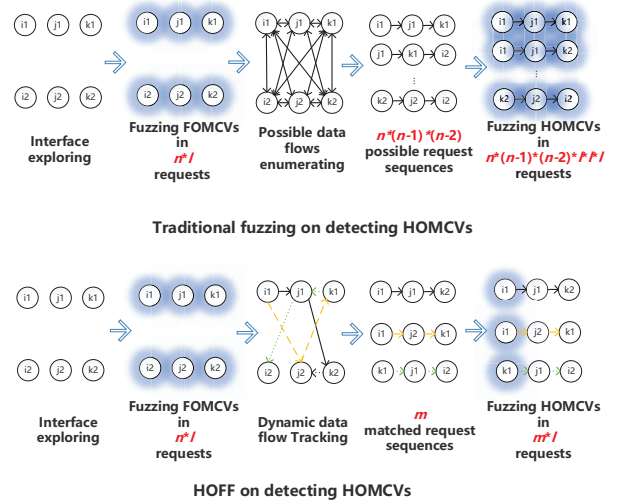 i1 j1 k1
i2 j2 k2
Interface
exploring
i1 j1 k1
i2 j2 k2
Fuzzing FOMCVs
in
n*l
requests
i1 j1 k1
i2 j2 k2
Possible data
flows
enumerating
i1 j1 k1
j1 k1 i2
⋮
k2 j2 i2
n*(n-1)*(n-2)
possible request
sequences
i1 j1 k1
i1 j1 k2
⋮
k2 j2 i2
Fuzzing HOMCVs
in
n*(n-1)*(n-2)*l*l*l
requests
Traditional fuzzing on detecting HOMCVs
i1 j1 k1
i2 j2 k2
Interface
exploring
i1 j1 k1
i2 j2 k2
Fuzzing FOMCVs
in
n*l
requests
i1 j1 k1
i2 j2 k2
Dynamic data
flow Tracking
i1 j1 k2
i1 j2 k1
k1 j1 i2
m
matched request
sequences
i1 j1 k2
i1 j2 k1
k1 j1 i2
Fuzzing HOMCVs
in
m*l
requests
HOFF on detecting HOMCVs